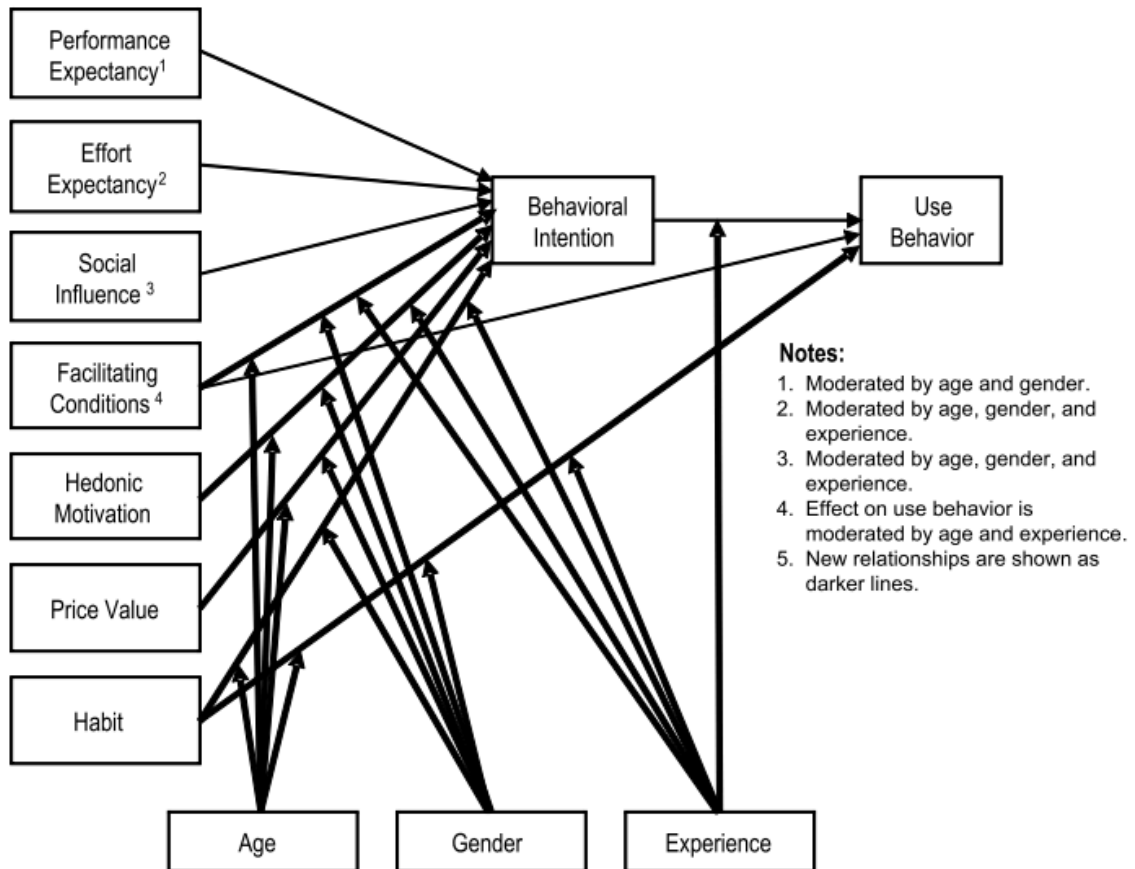 Performance
Expectancy1
Effort
Expectancy2
Social
Influence 3
Facilitating
Conditions 4
Hedonic
Motivation
Price Value
Habit
Behavioral
Intention
Use
Behavior
Notes:
1. Moderated by age and gender.
2. Moderated by age, gender, and
experience.
3. Moderated by age, gender, and
experience.
4. Effect on use behavior is
moderated by age and experience.
5. New relationships are shown as
darker lines.
Age
Gender
Experience